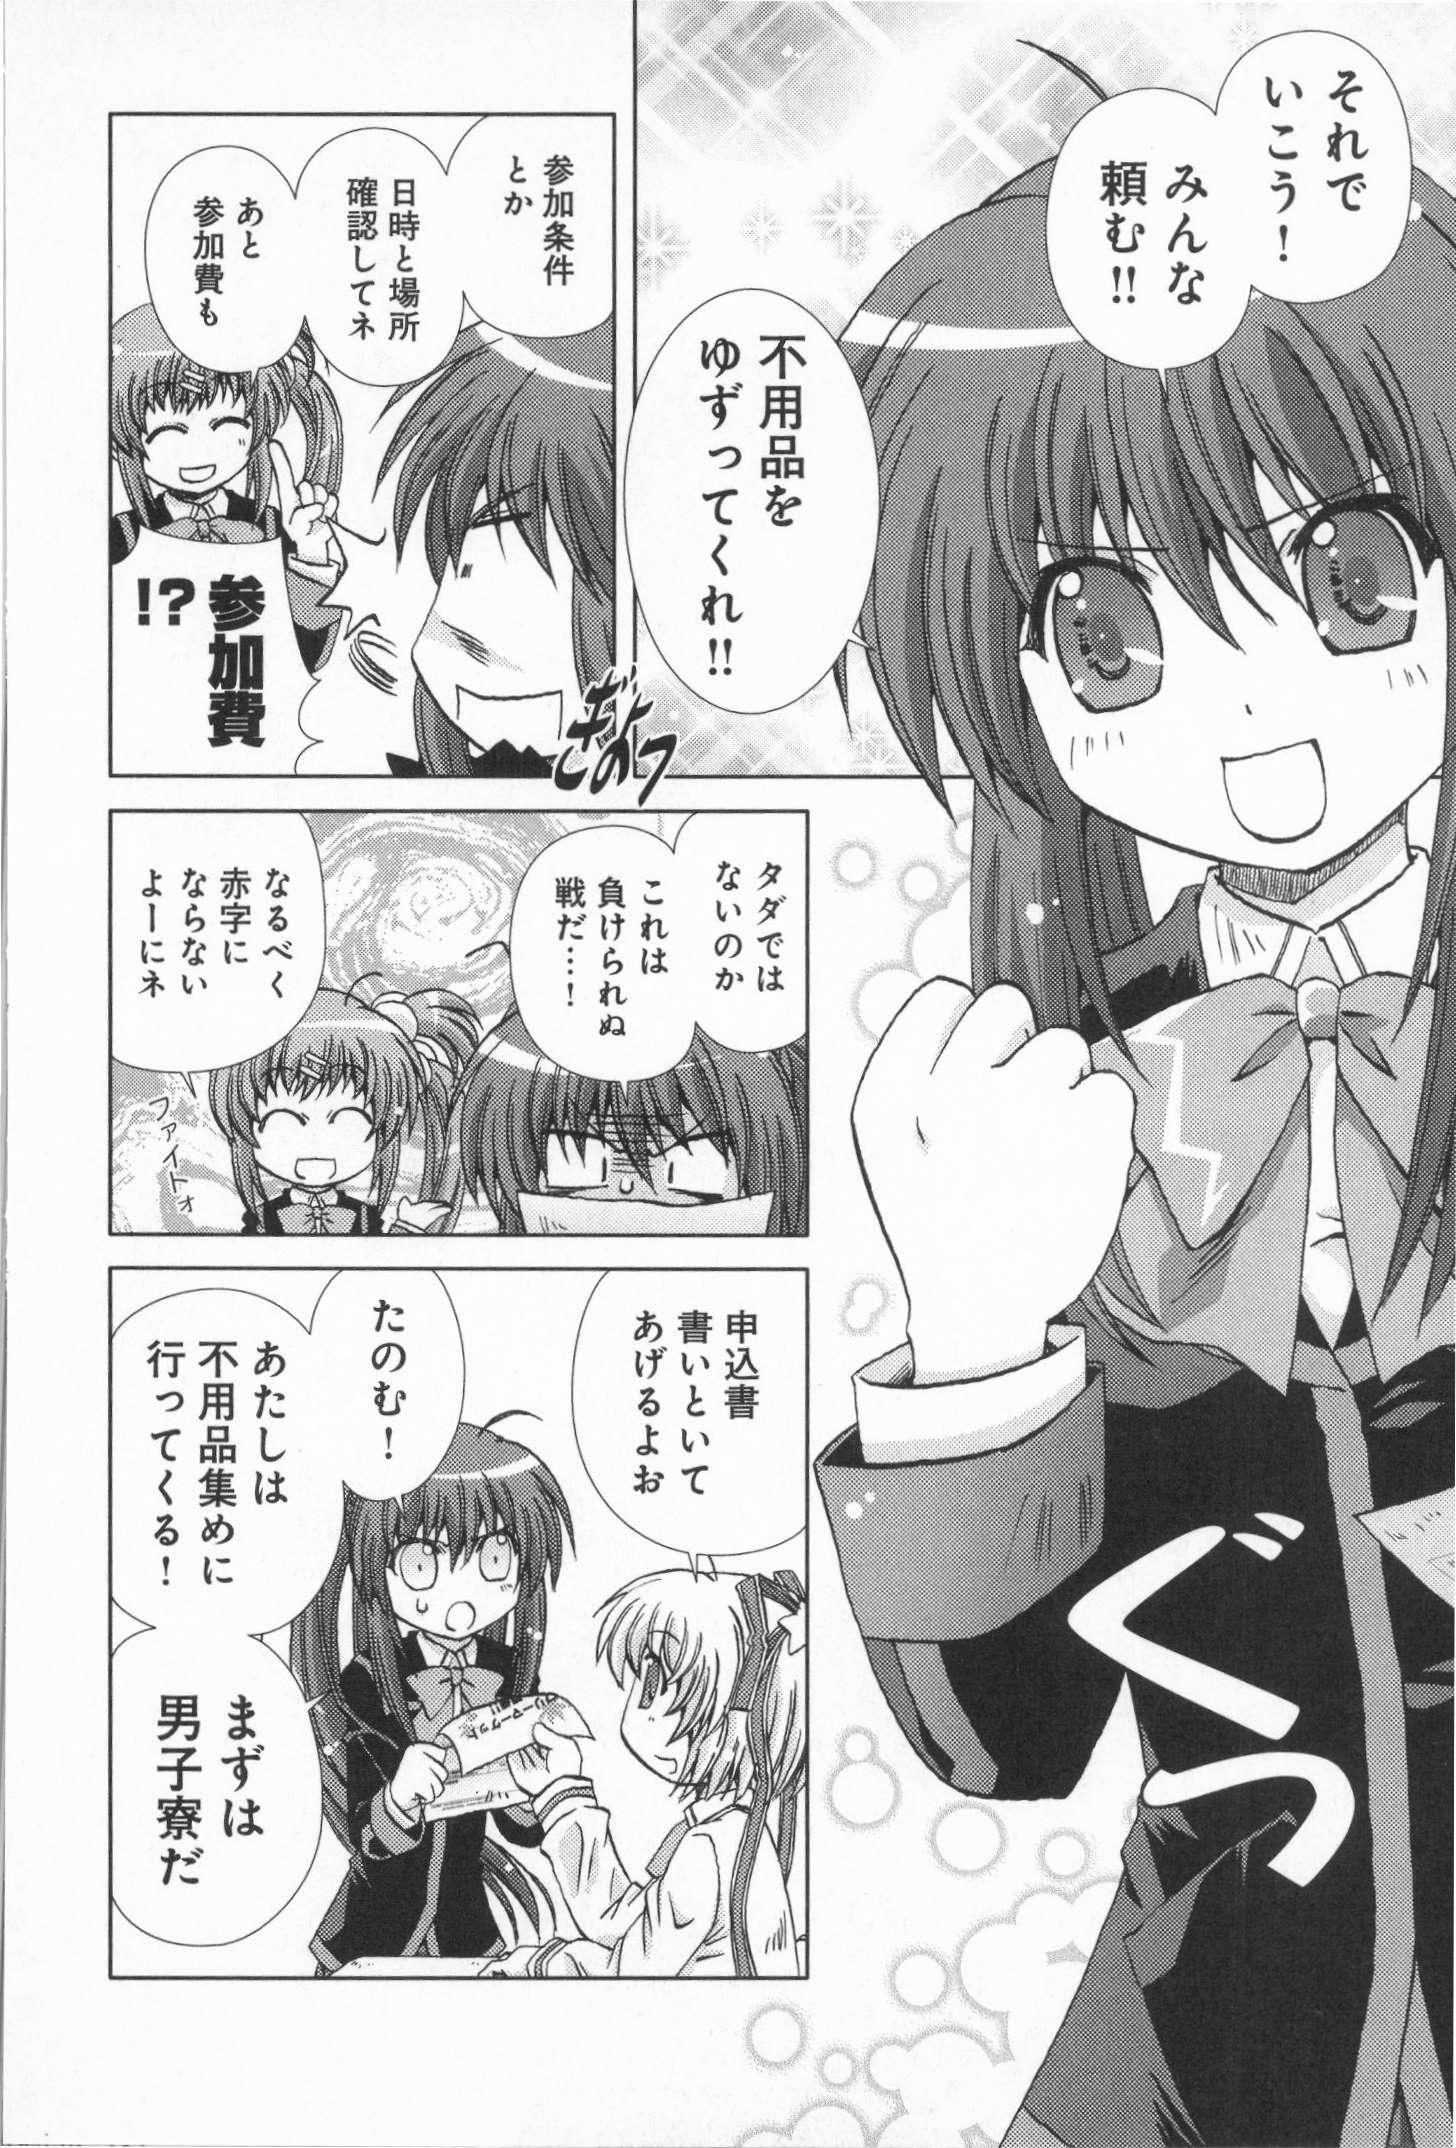 それで
いこう！
みんな
頼む!!
不用品を
ゆずってくれ!!
ぐっ
参加条件
とか
日時と場所
確認してネ
あと
参加費も
参加費
!?
ぎょっ
タダでは
ないのか
これは
負けられぬ
戦だ…！
なるべく
赤字に
ならない
よーにネ
ファイトォ
申込書
書いといて
あげるよお
たのむ！
あたしは
不用品集めに
行ってくる！
まずは
男子寮だ